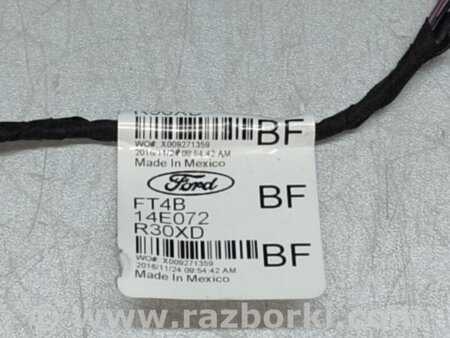 R30XD
BF
WO#: X009271359
2016/11/24 08:54:42 AM
Made In Mexico
Ford
FT4B
BF
14E072
R30XD
BF
WO#: X009271359
2016/11/24 08:54:42 AM
Made In Mexico
www.razborki.com